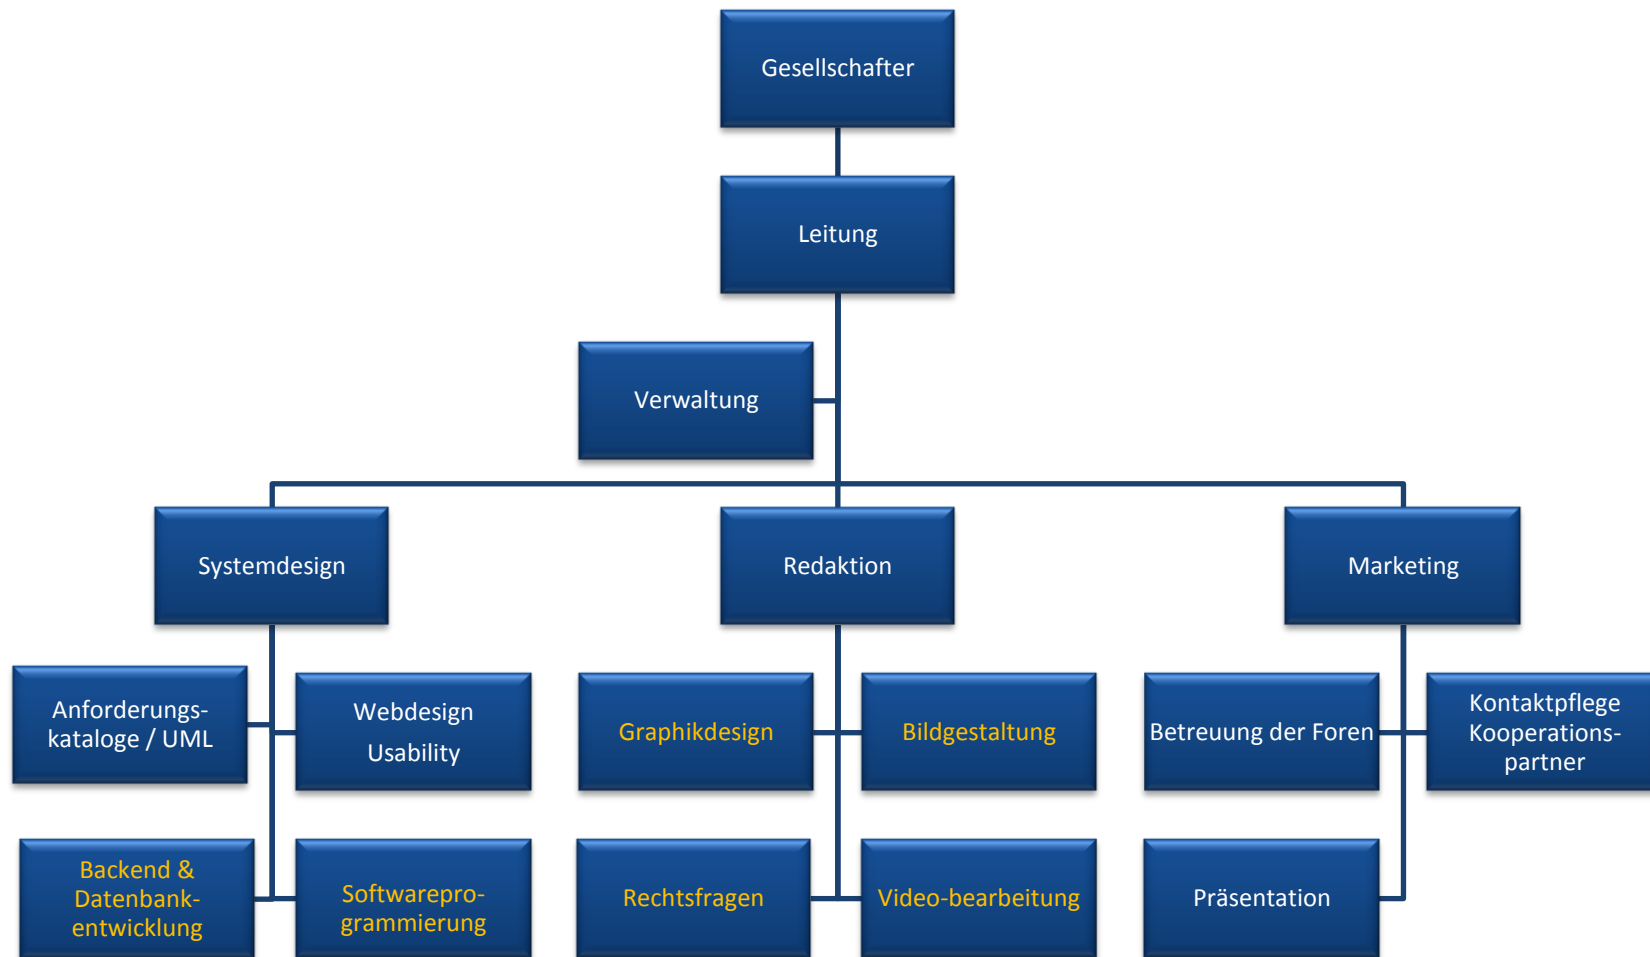 Gesellschafter
Leitung
Verwaltung
Systemdesign
Redaktion
Marketing
Anforderungs-
kataloge / UML
Webdesign
Usability
Graphikdesign
Bildgestaltung
Betreuung der Foren
Kontaktpflege
Kooperations-
partner
Backend &
Datenbank-
entwicklung
Softwarepro-
grammierung
Rechtsfragen
Video-bearbeitung
Präsentation